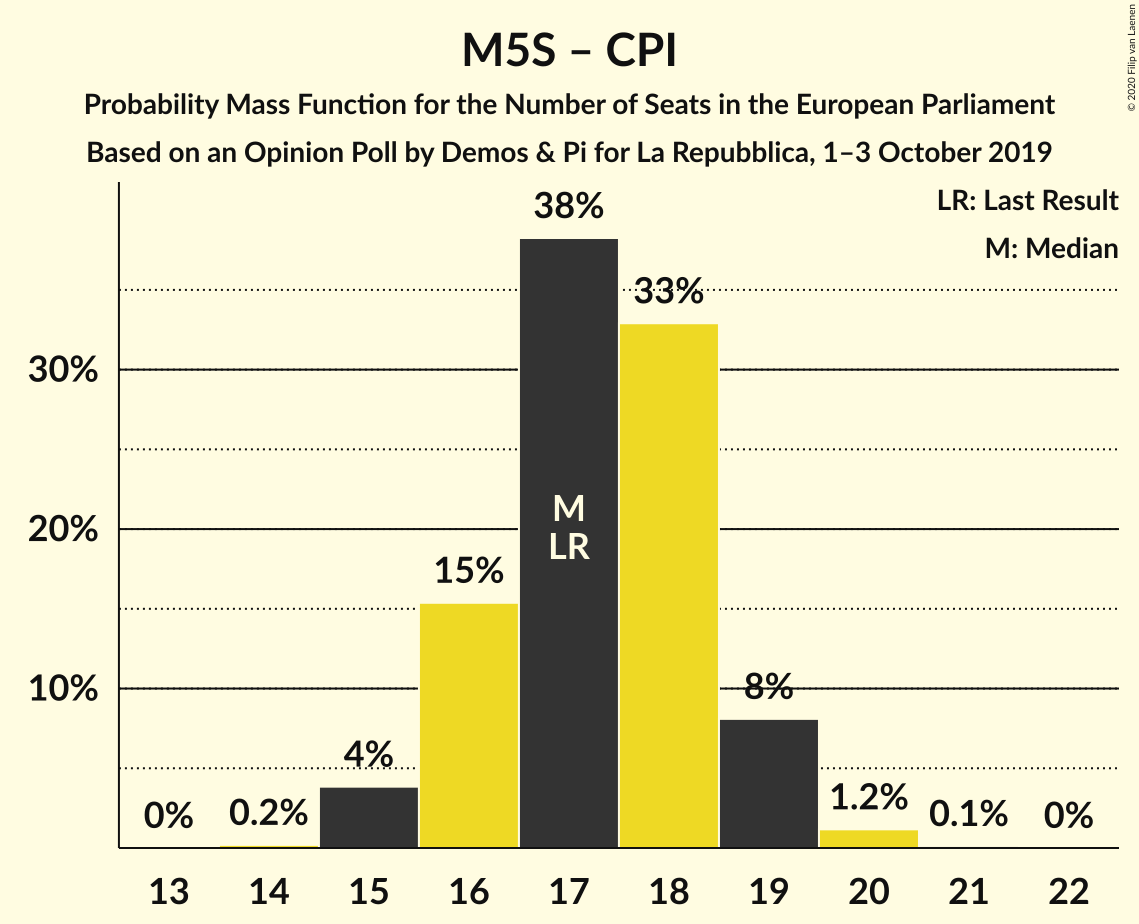 M5S – CPI
Probability Mass Function for the Number of Seats in the European Parliament
Based on an Opinion Poll by Demos & Pi for La Repubblica, 1–3 October 2019
© 2020 Filip van Laenen
LR: Last Result
M: Median
38%
33%
30%
M
LR
20%
15%
10%
8%
4%
0%
0.2%
1.2%
0.1%
0%
13 14 15 16 17 18 19 20 21 22